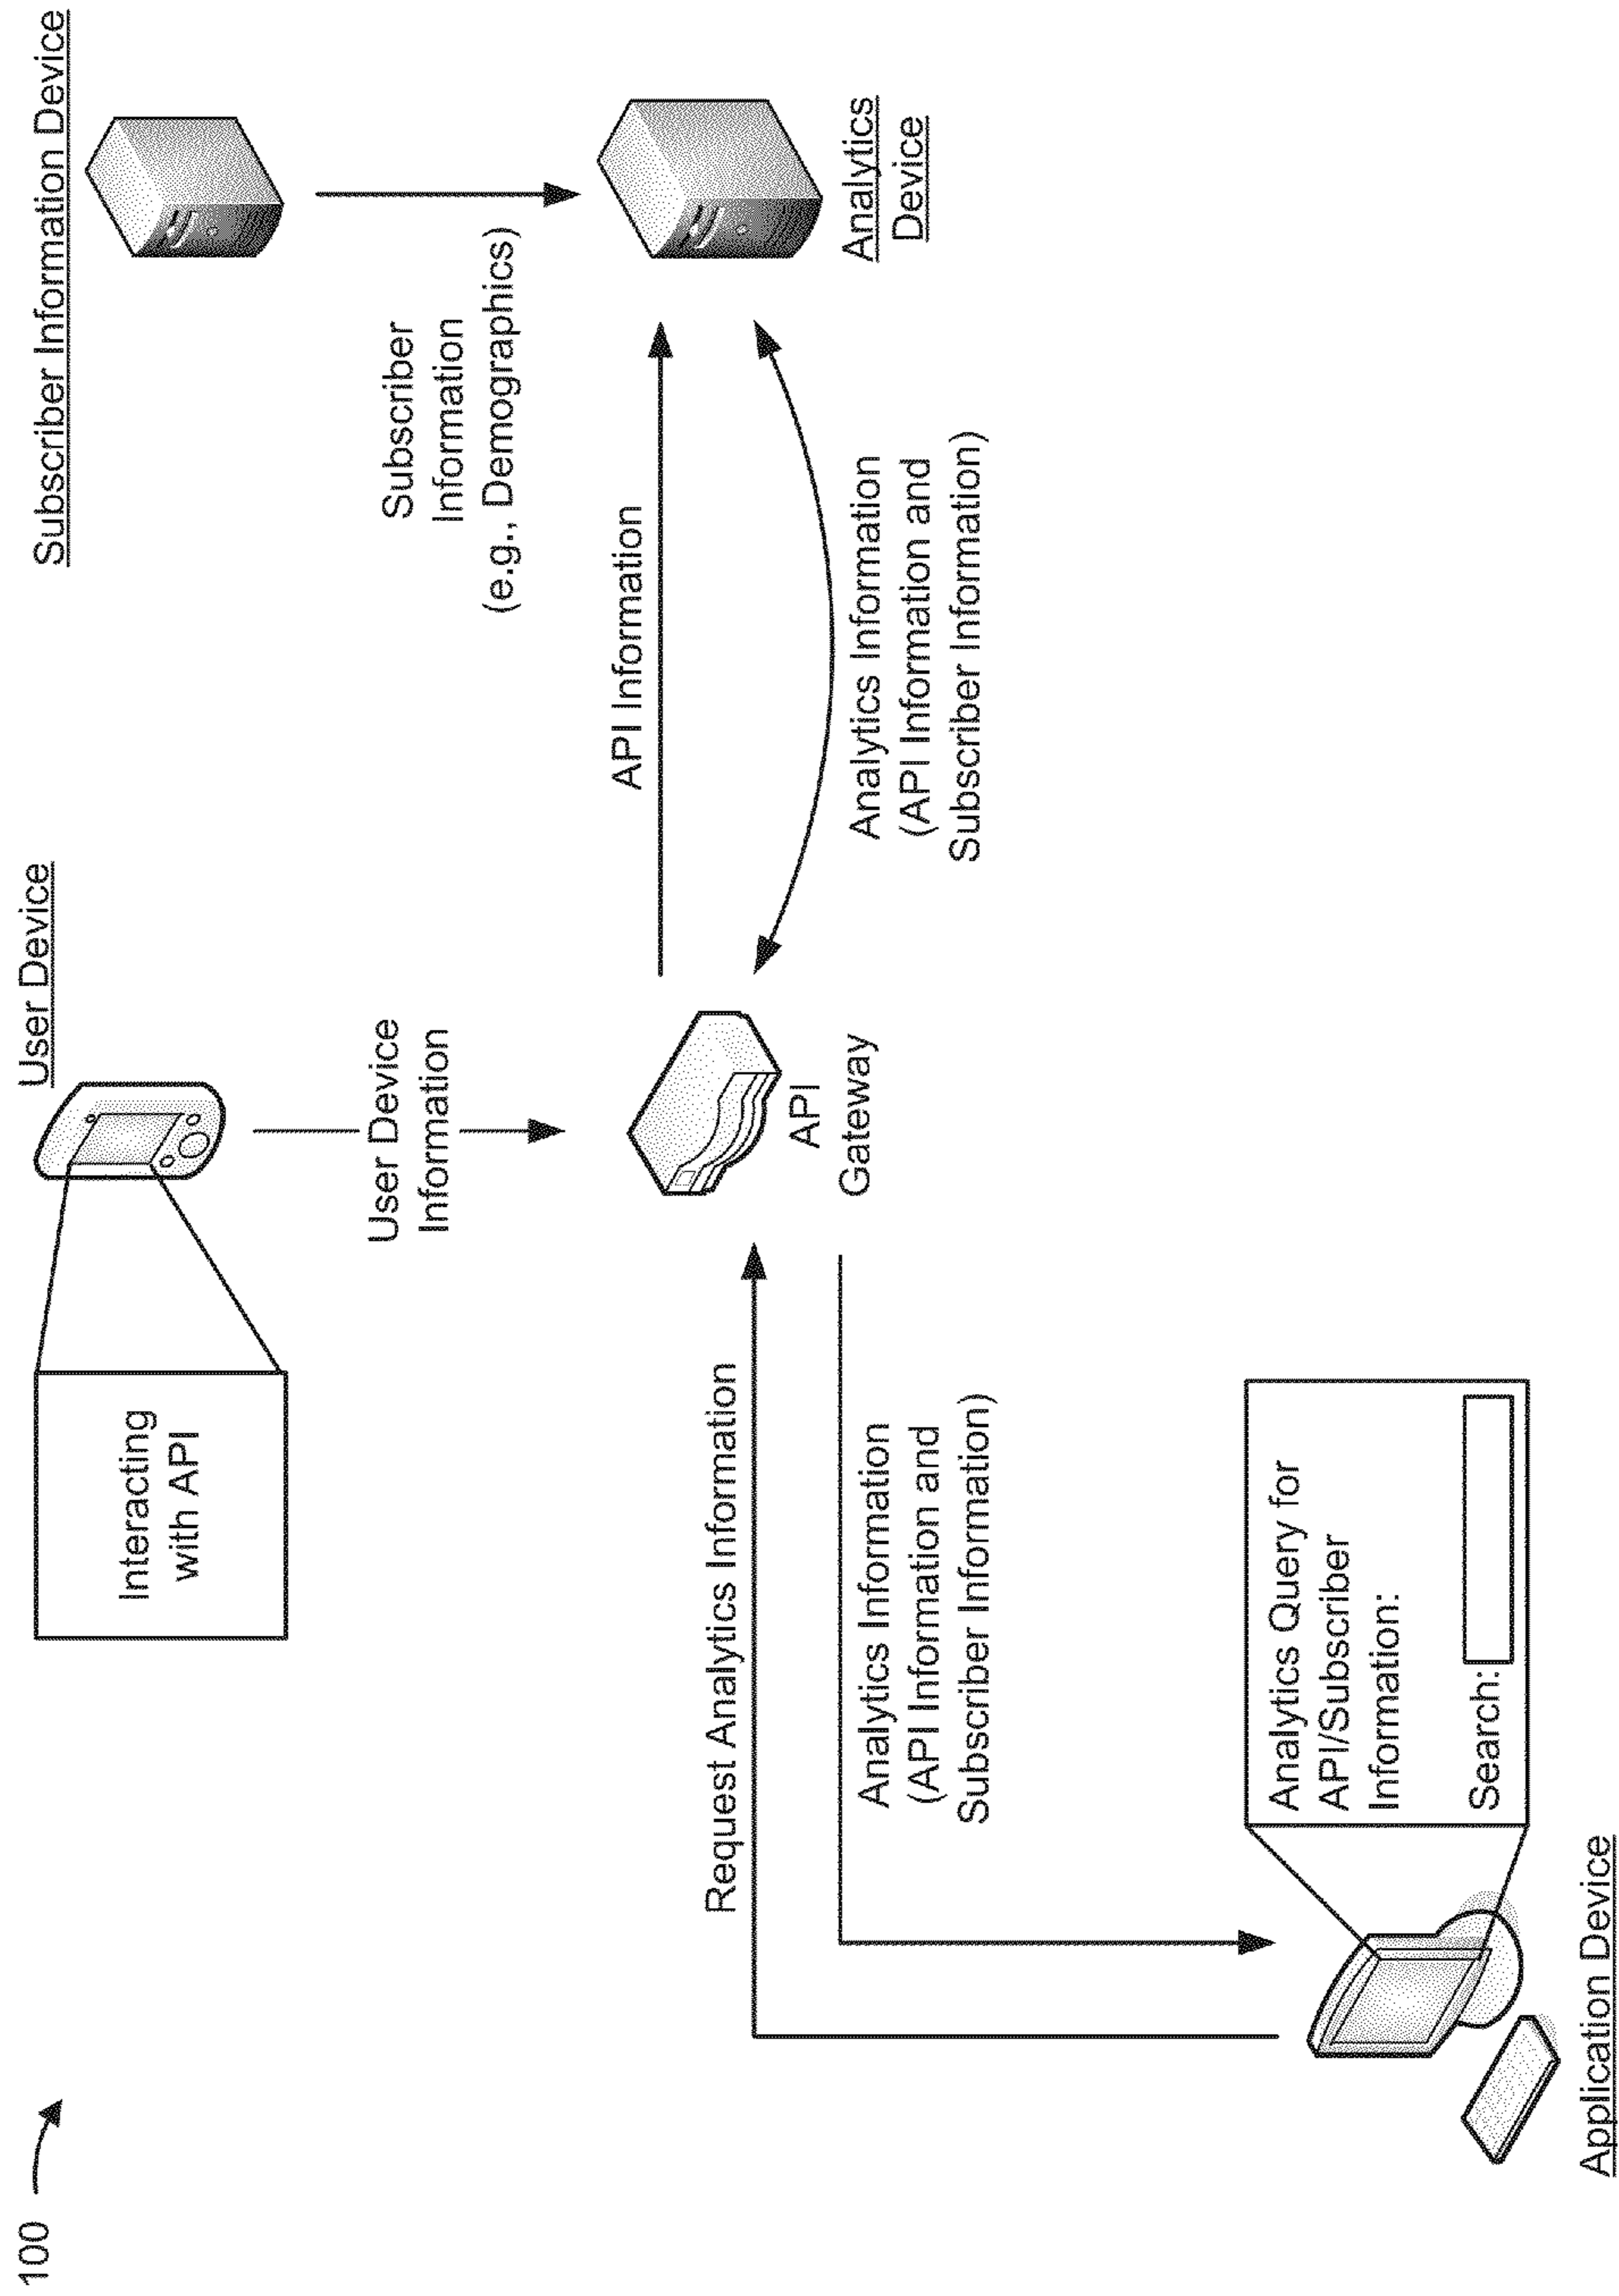 100
User Device
Subscriber Information Device
Interacting
with API
User Device
Information
Subscriber
Information
(e.g., Demographics)
API Information
Request Analytics Information
API
Gateway
Analytics
Device
Analytics Information
(API Information and
Subscriber Information)
Analytics Information
(API Information and
Subscriber Information)
Analytics Query for
API/Subscriber
Information:
Search:
Application Device